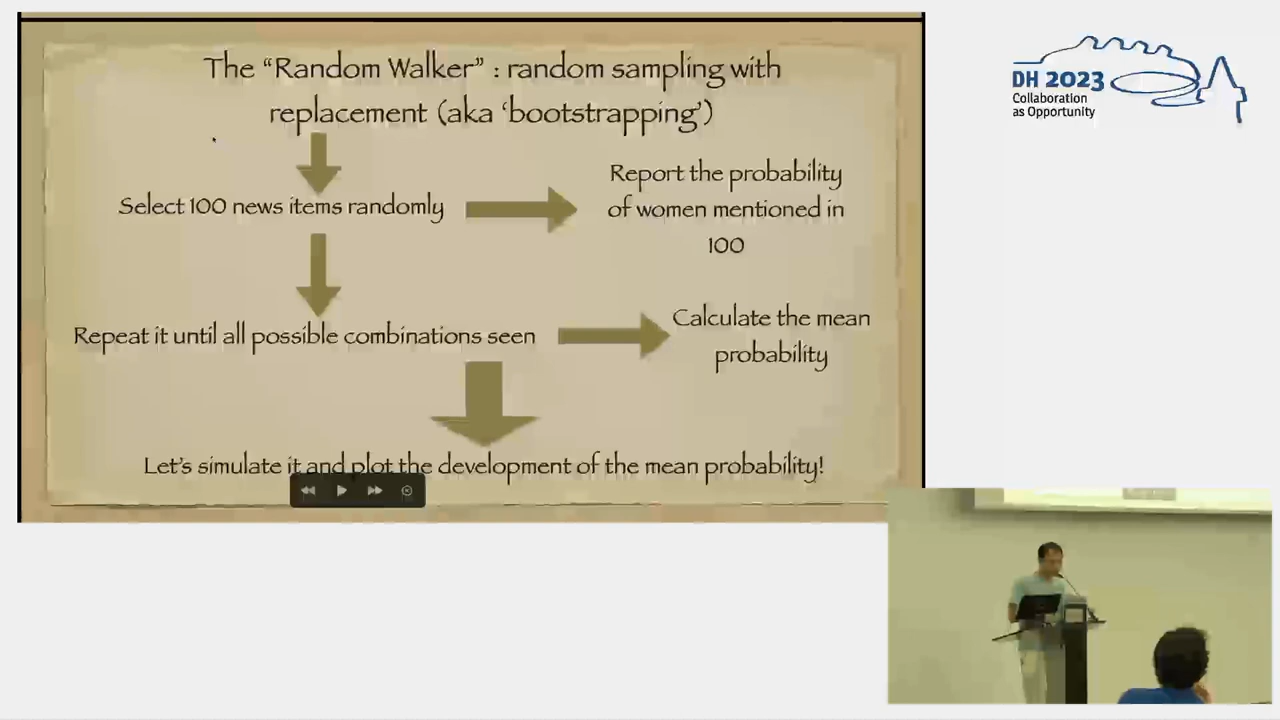 The “Random Walker” : random sampling with
replacement (aka ‘bootstrapping’)
Select 100 news items randomly
Report the probability
of women mentioned in
100
Repeat it until all possible combinations seen
Calculate the mean
probability
Let’s simulate it and plot the development of the mean probability!
DH 2023
Collaboration
as Opportunity